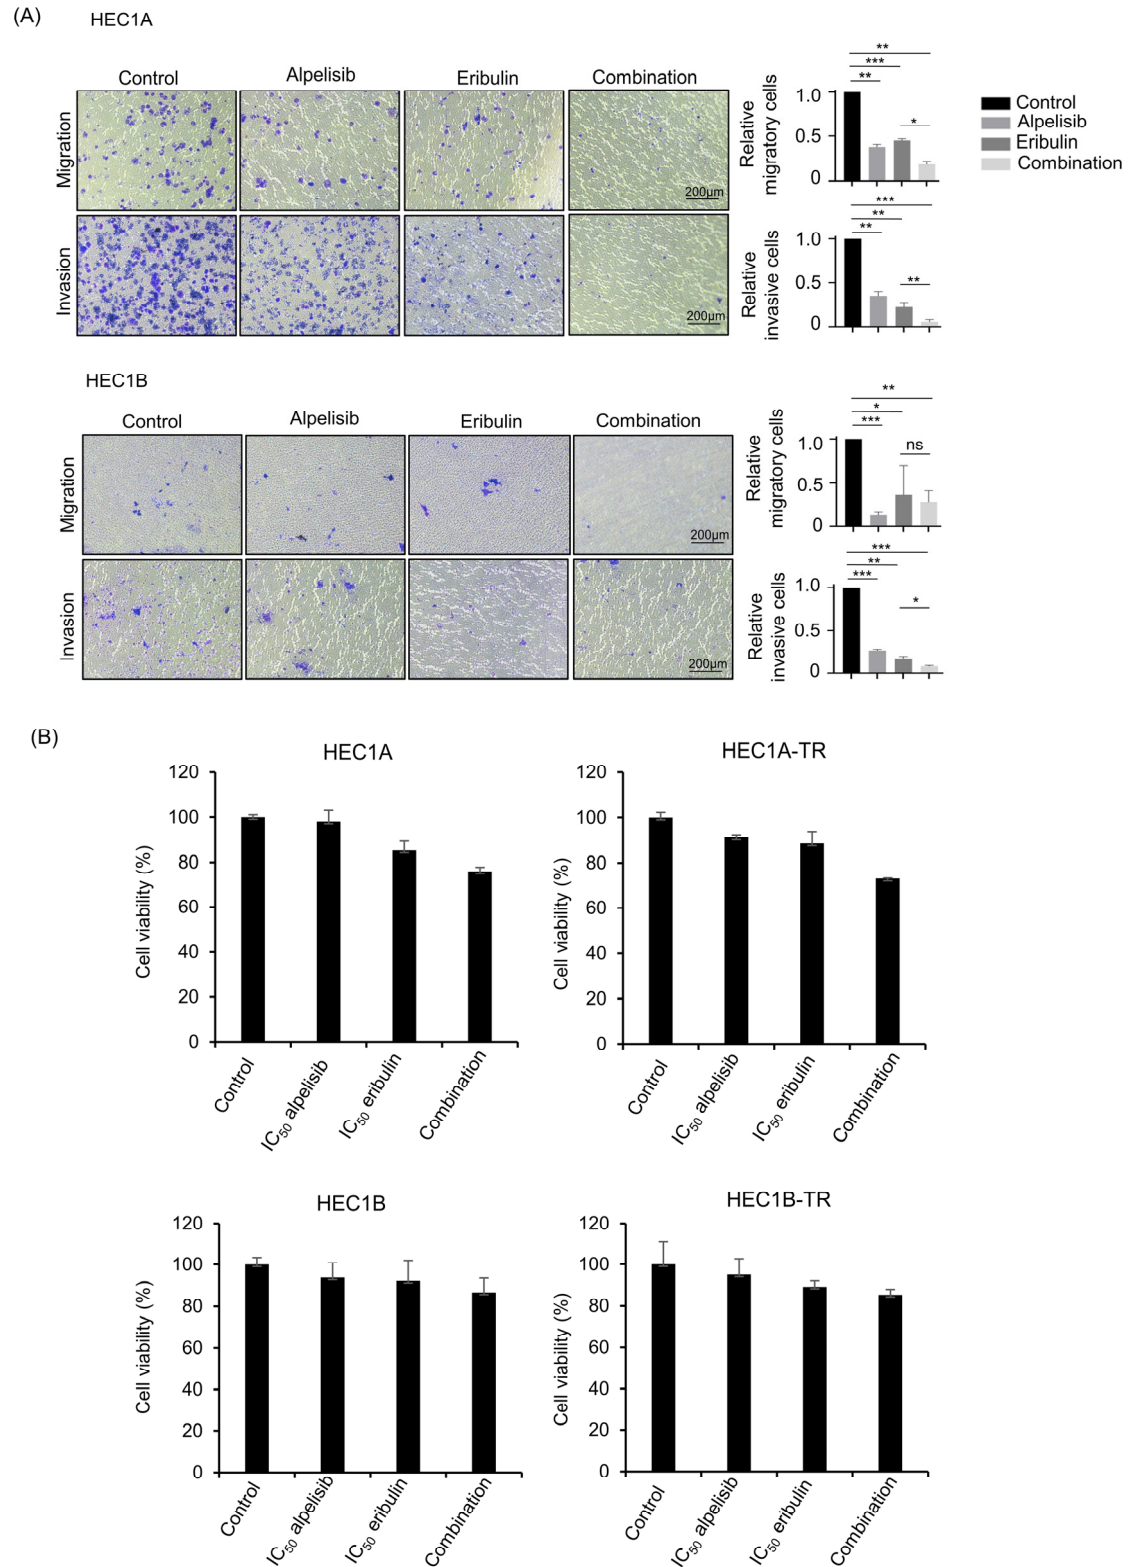 (A)
HEC1A
Control Alpelisib Eribulin Combination
Migration
200µm
Invasion
200µm
Relative
migratory cells
1.0
0.5
0
**
***
**
*
Control
Alpelisib
Eribulin
Combination
Relative
invasive cells
1.0
0.5
0
***
**
**
**
HEC1B
Control Alpelisib Eribulin Combination
Migration
200µm
Invasion
200µm
Relative
migratory cells
1.0
0.5
0
**
*
***
ns
Relative
invasive cells
1.0
0.5
0
***
**
***
*
(B)
HEC1A
Cell viability (%)
120
100
80
60
40
20
0
Control
IC50 alpelisib
IC50 eribulin
Combination
HEC1A-TR
Cell viability (%)
120
100
80
60
40
20
0
Control
IC50 alpelisib
IC50 eribulin
Combination
HEC1B
Cell viability (%)
120
100
80
60
40
20
0
Control
IC50 alpelisib
IC50 eribulin
Combination
HEC1B-TR
Cell viability (%)
120
100
80
60
40
20
0
Control
IC50 alpelisib
IC50 eribulin
Combination